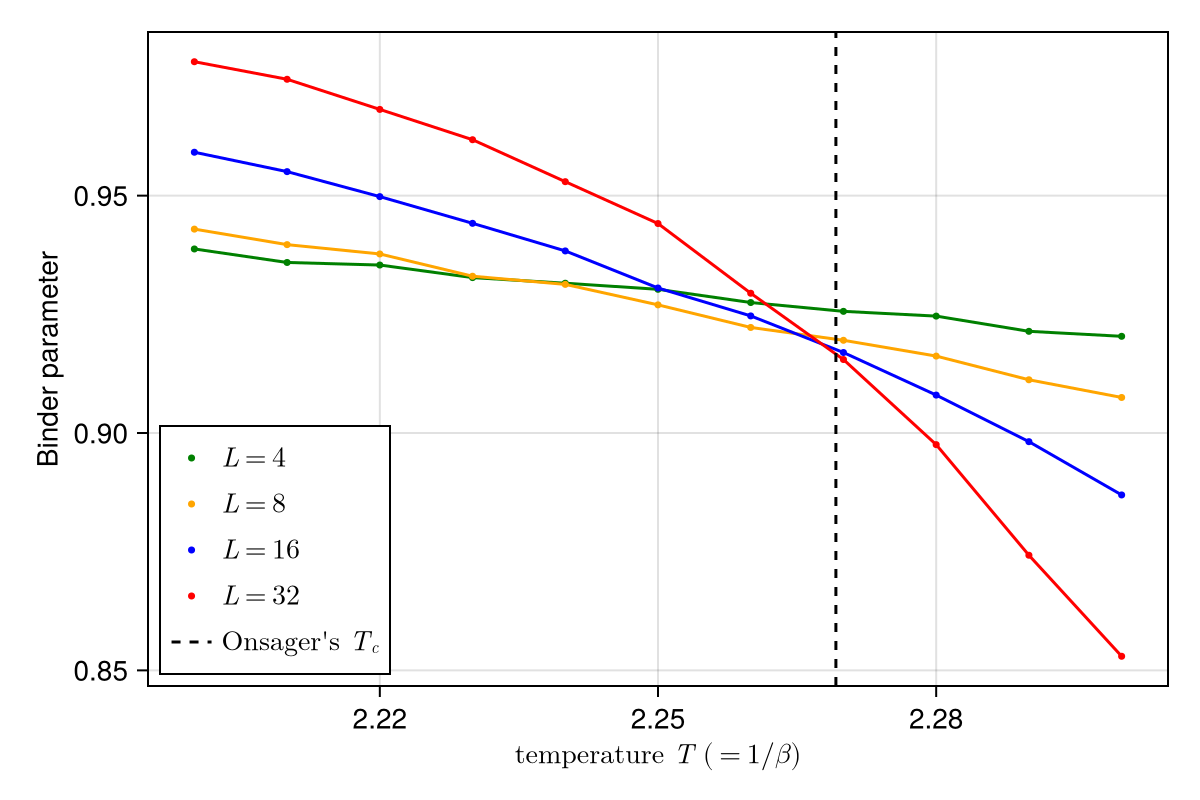 Binder parameter
0.95
0.90
0.85
L = 4
L = 8
L = 16
L = 32
Onsager's T_c
2.22 2.25 2.28
temperature T ( = 1/β)